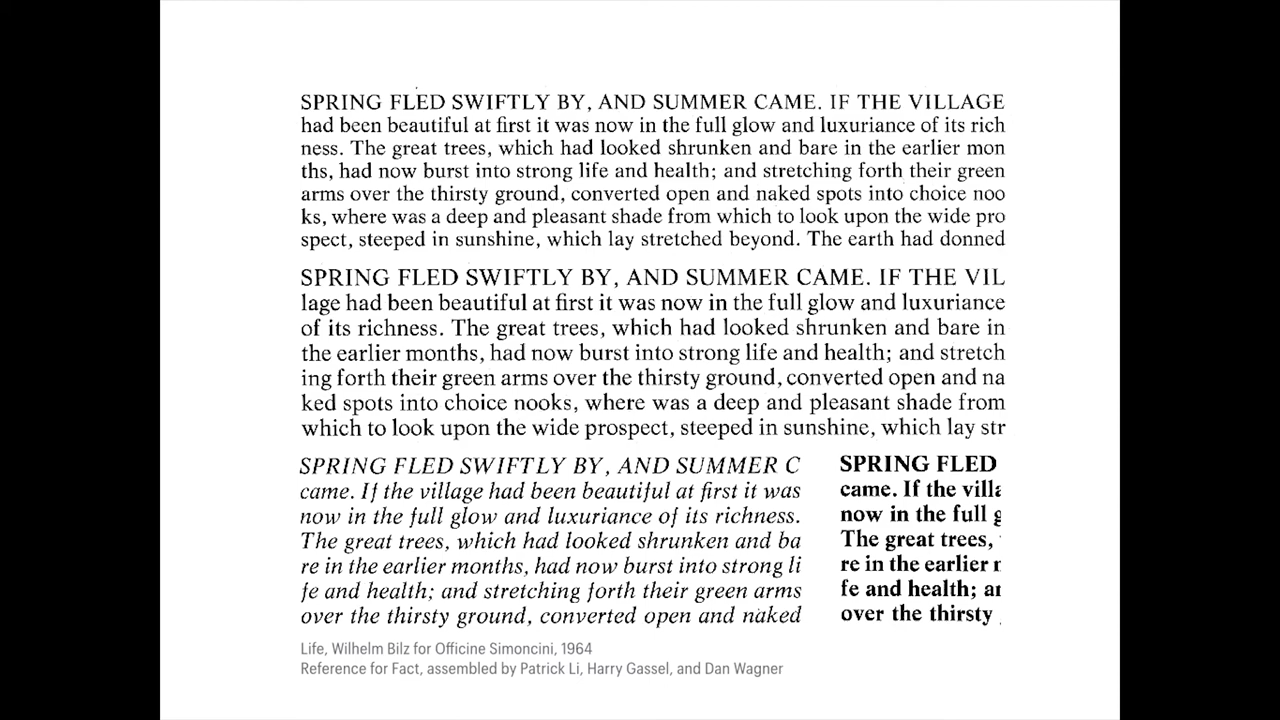 SPRING FLED SWIFTLY BY, AND SUMMER CAME. IF THE VILLAGE
had been beautiful at first it was now in the full glow and luxuriance of its rich
ness. The great trees, which had looked shrunken and bare in the earlier mon
ths, had now burst into strong life and health; and stretching forth their green
arms over the thirsty ground, converted open and naked spots into choice noo
ks, where was a deep and pleasant shade from which to look upon the wide pro
spect, steeped in sunshine, which lay stretched beyond. The earth had donned
SPRING FLED SWIFTLY BY, AND SUMMER CAME. IF THE VIL
lage had been beautiful at first it was now in the full glow and luxuriance
of its richness. The great trees, which had looked shrunken and bare in
the earlier months, had now burst into strong life and health; and stretch
ing forth their green arms over the thirsty ground, converted open and na
ked spots into choice nooks, where was a deep and pleasant shade from
which to look upon the wide prospect, steeped in sunshine, which lay str
SPRING FLED SWIFTLY BY, AND SUMMER C
came. If the village had been beautiful at first it was
now in the full glow and luxuriance of its richness.
The great trees, which had looked shrunken and ba
re in the earlier months, had now burst into strong li
fe and health; and stretching forth their green arms
over the thirsty ground, converted open and naked
SPRING FLED
came. If the
now in the full
The great trees,
re in the earlier
fe and health;
over the thirsty
Life, Wilhelm Bilz for Officine Simoncini, 1964
Reference for Fact, assembled by Patrick Li, Harry Gassel, and Dan Wagner